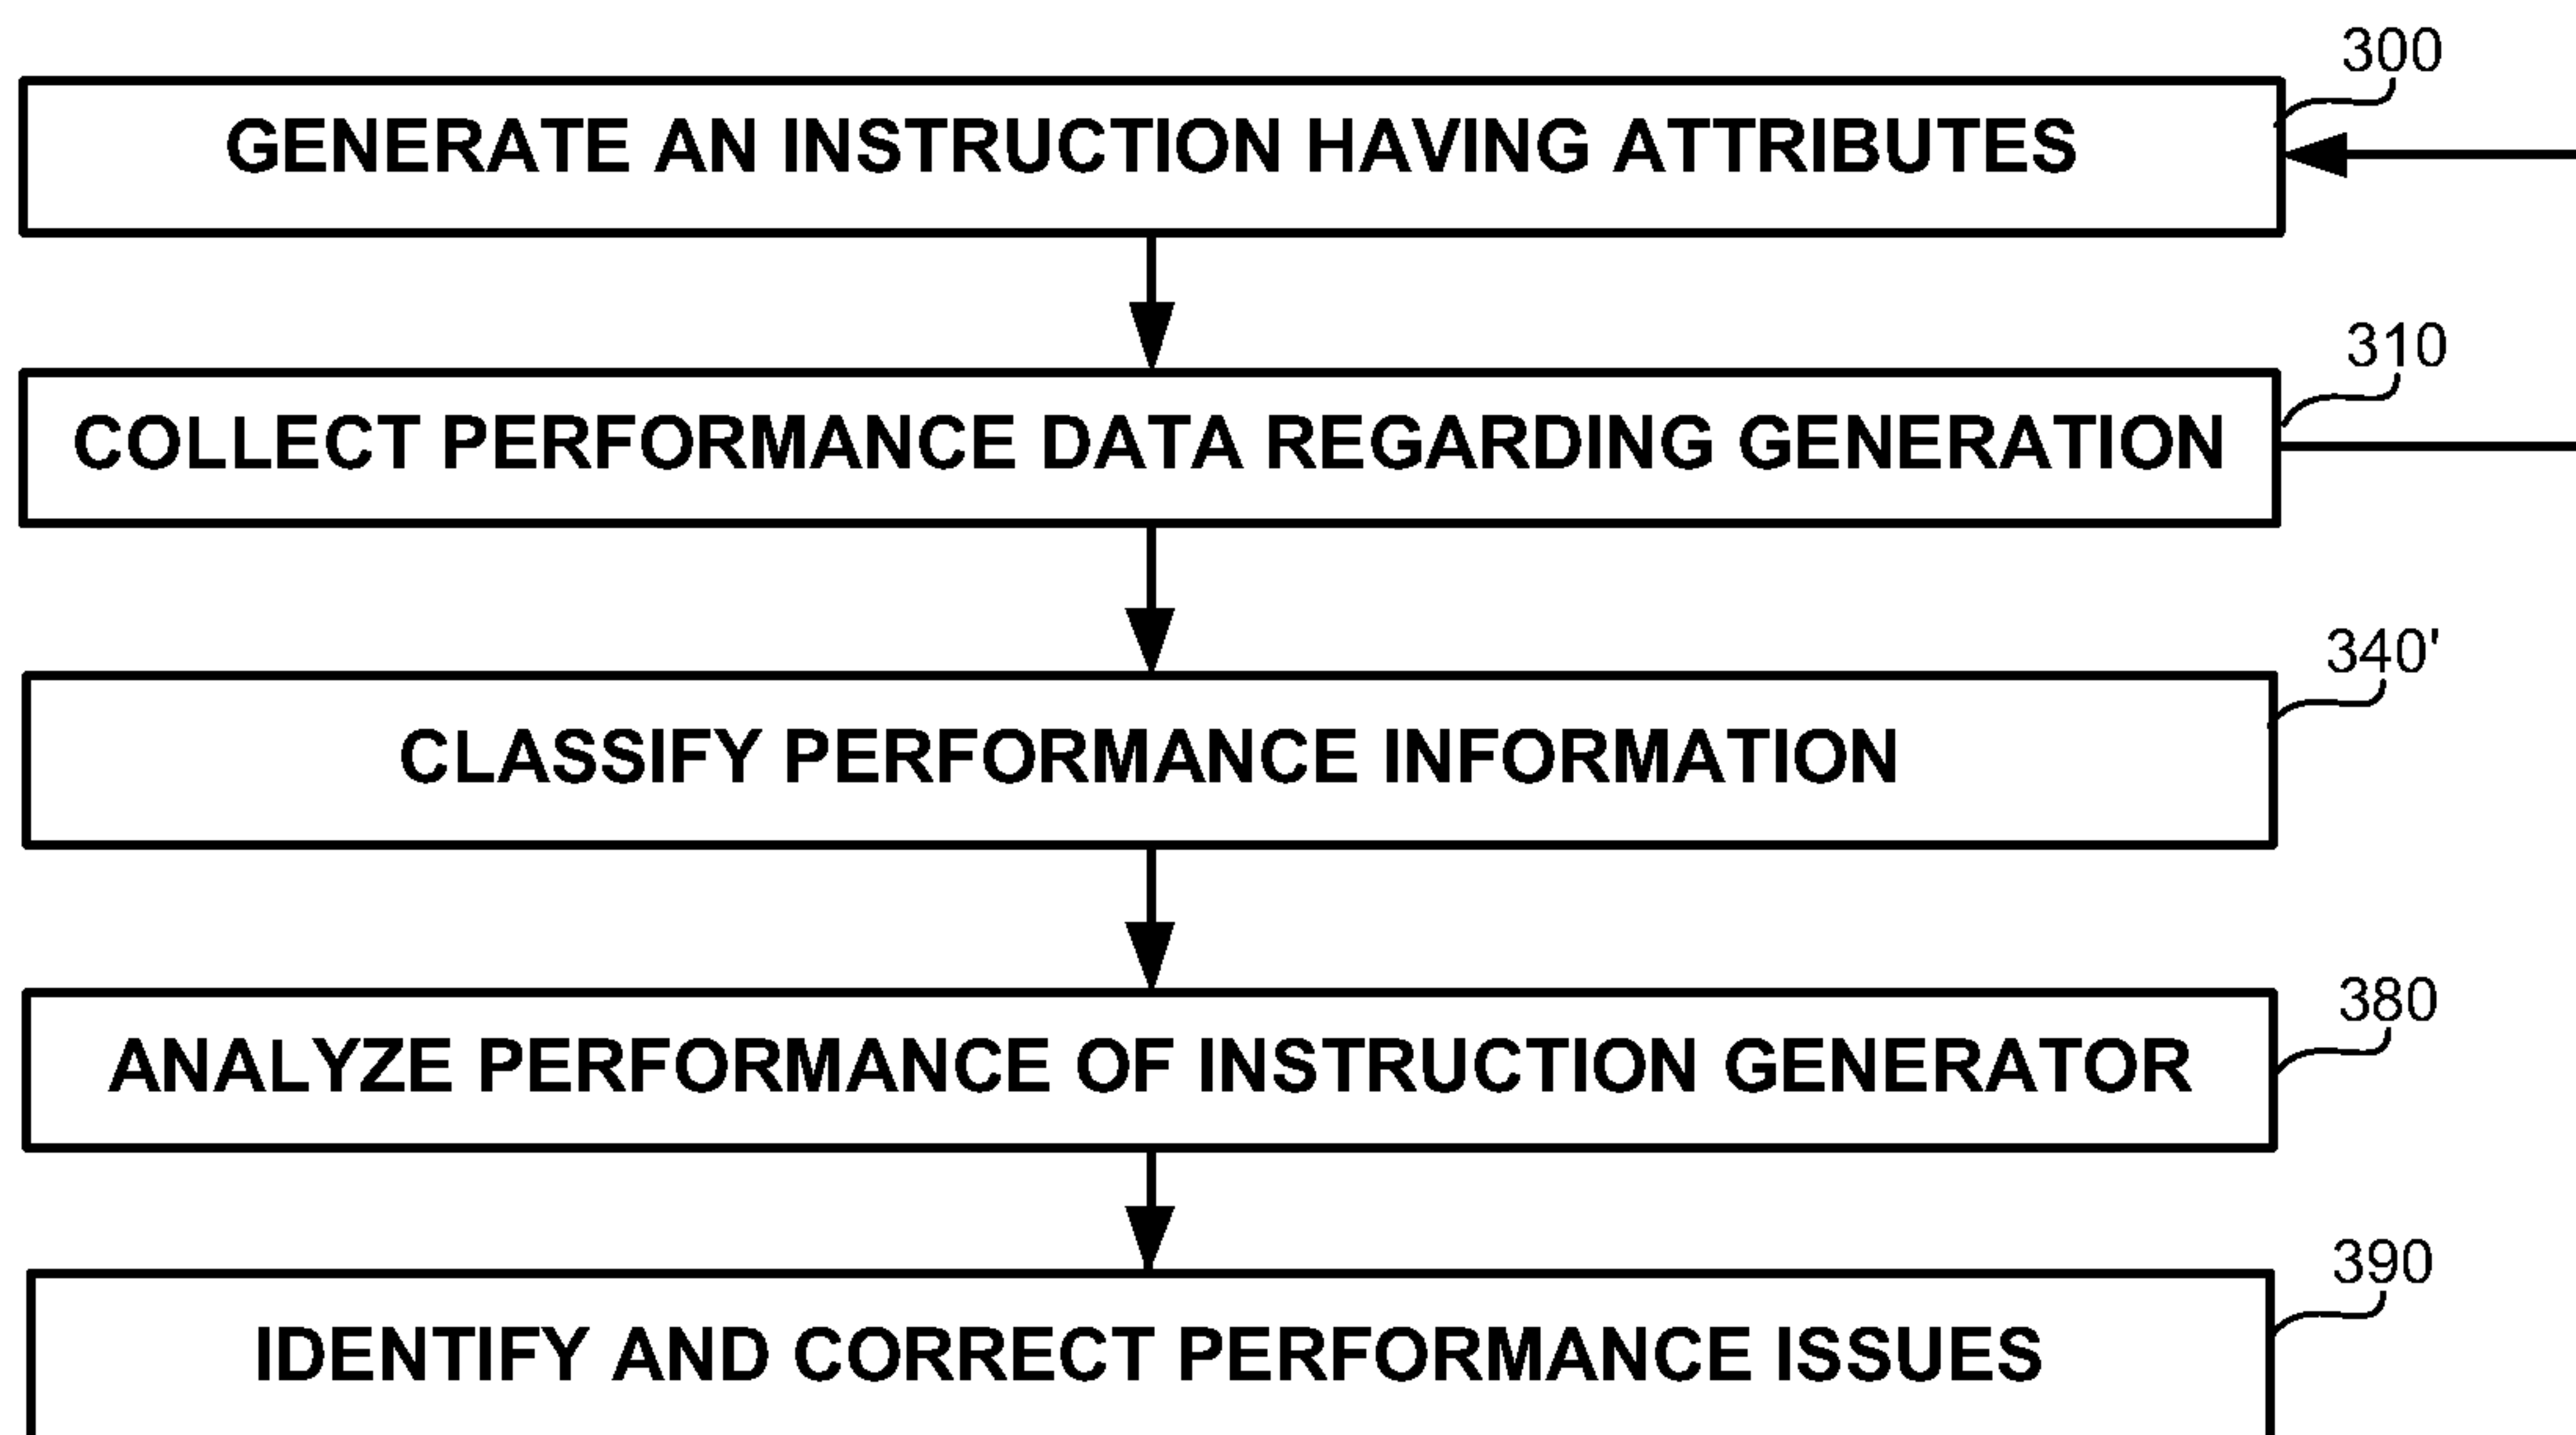 300
GENERATE AN INSTRUCTION HAVING ATTRIBUTES
310
COLLECT PERFORMANCE DATA REGARDING GENERATION
340'
CLASSIFY PERFORMANCE INFORMATION
380
ANALYZE PERFORMANCE OF INSTRUCTION GENERATOR
390
IDENTIFY AND CORRECT PERFORMANCE ISSUES